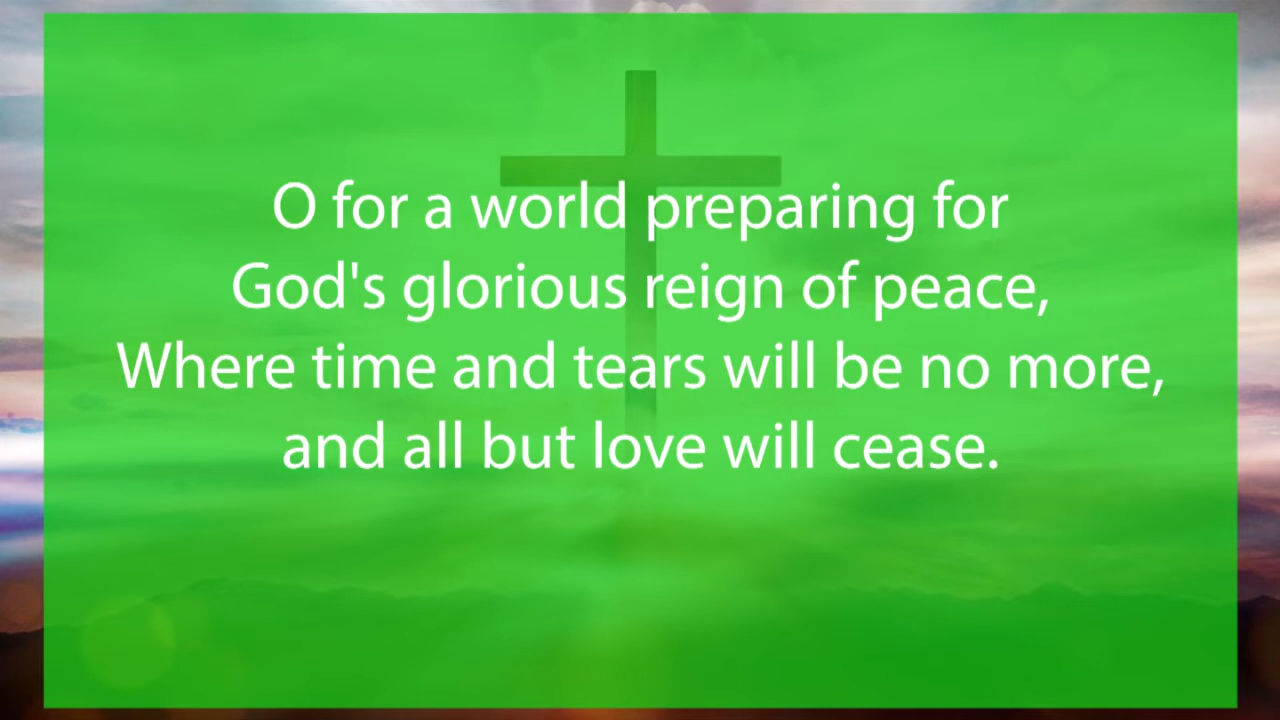 O for a world preparing for
God's glorious reign of peace,
Where time and tears will be no more,
and all but love will cease.